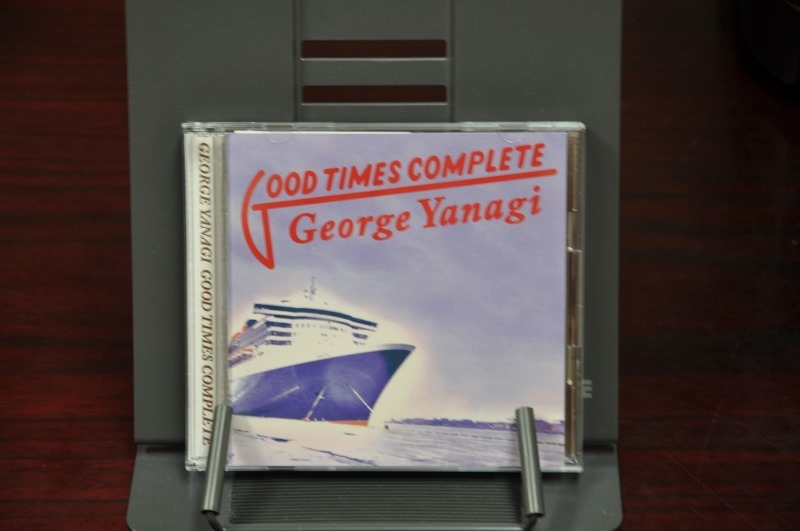 GOOD TIMES COMPLETE
George Yanagi
GEORGE YANAGI GOOD TIMES COMPLETE